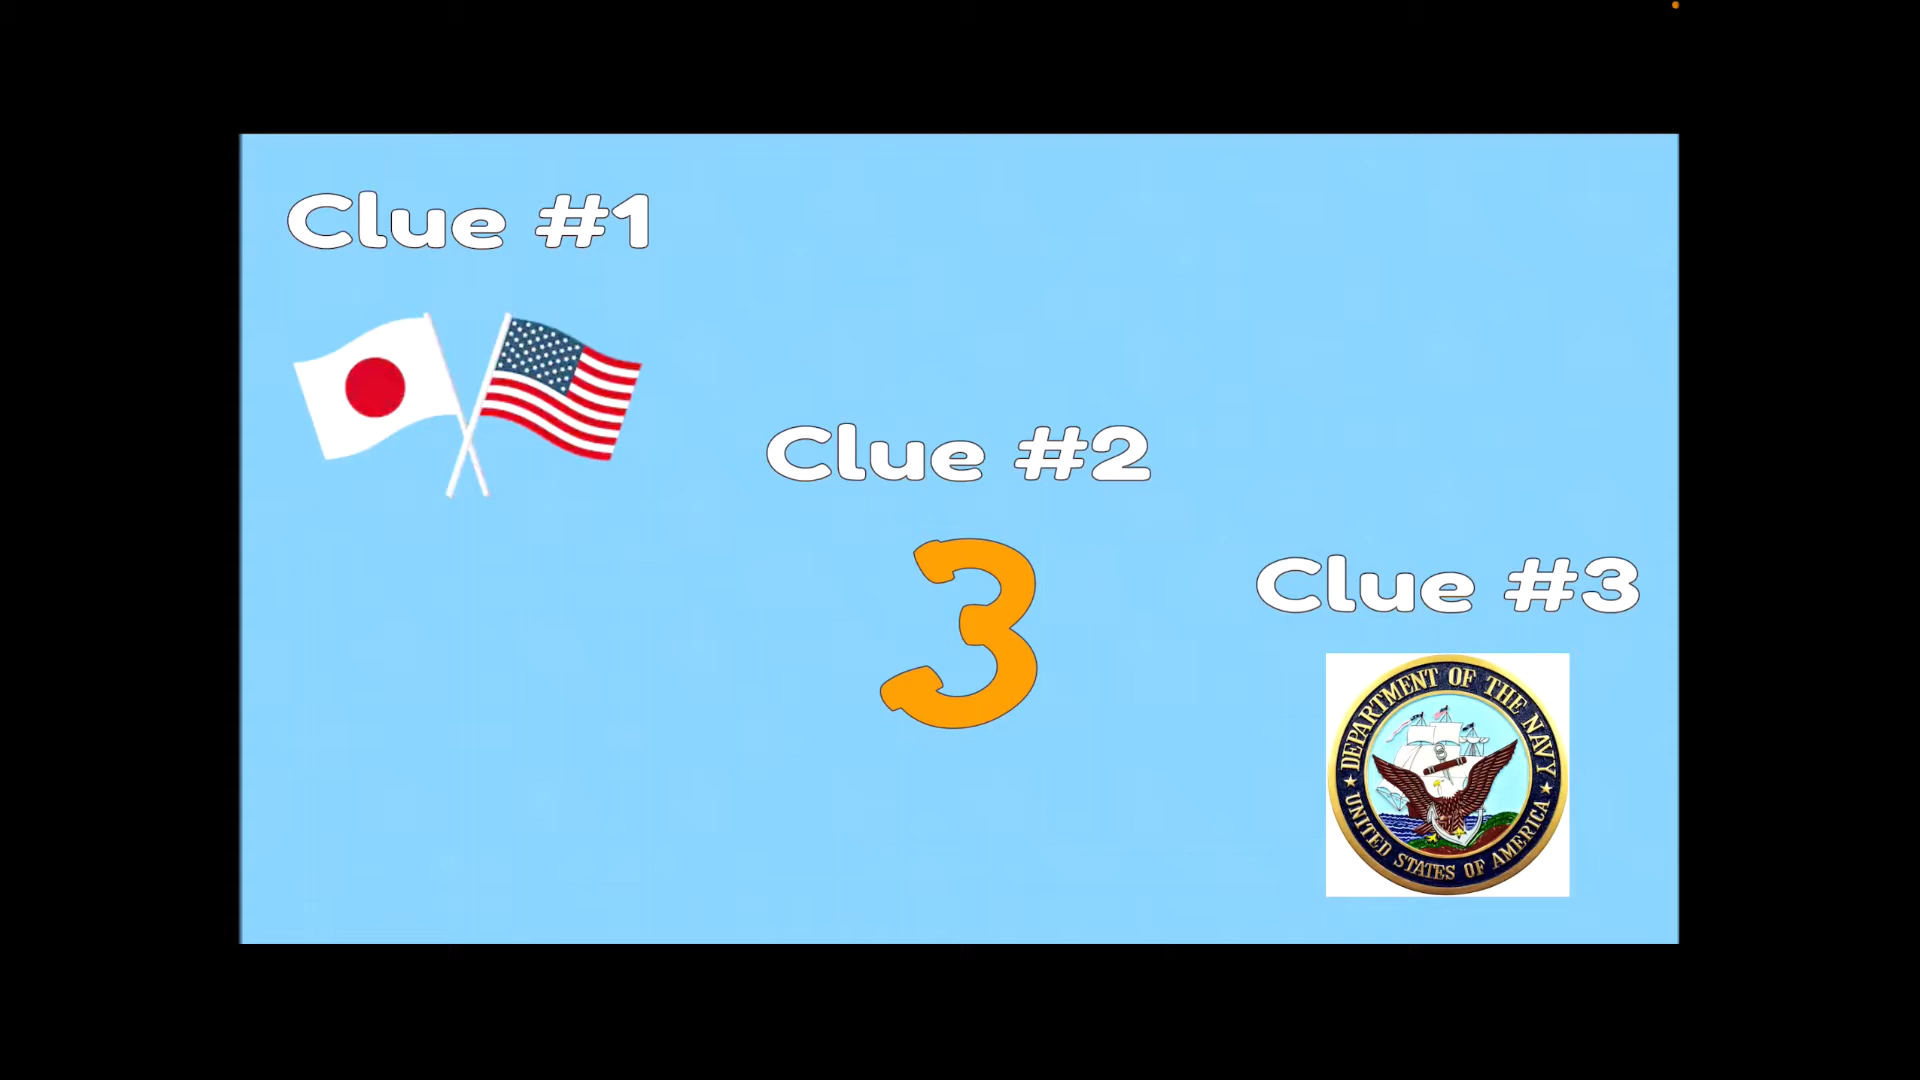 Clue #1
Clue #2
3
Clue #3
DEPARTMENT OF THE NAVY
UNITED STATES OF AMERICA